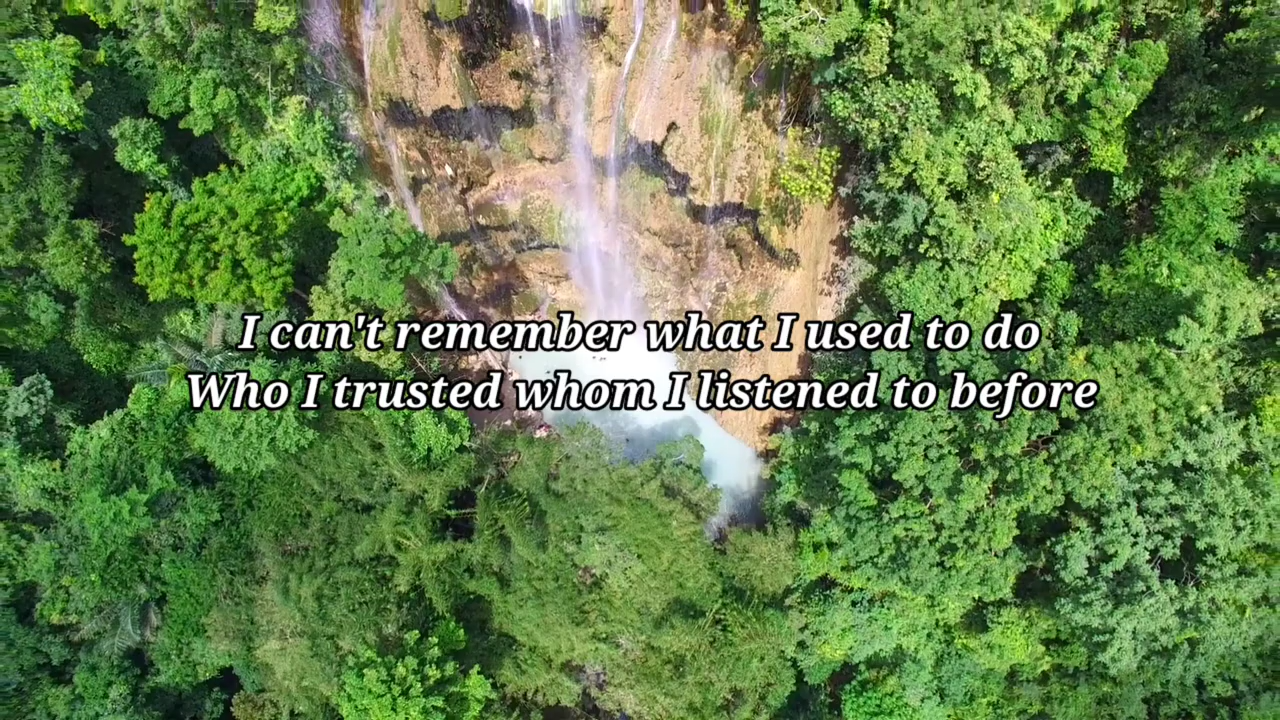 I can't remember what I used to do
Who I trusted whom I listened to before